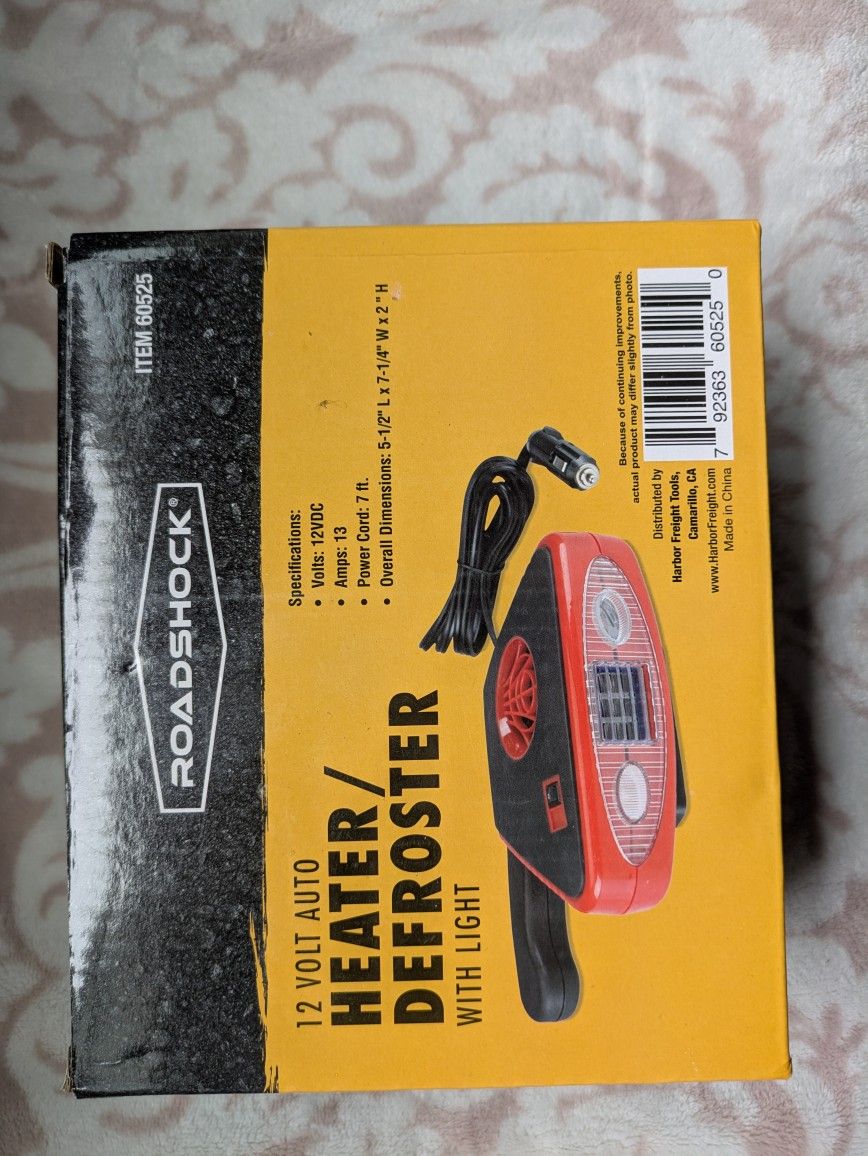 ITEM 60525
ROADSHOCK®
12 VOLT AUTO
HEATER/
DEFROSTER
WITH LIGHT
Specifications:
• Volts: 12VDC
• Amps: 13
• Power Cord: 7 ft.
• Overall Dimensions: 5-1/2" L x 7-1/4" W x 2 " H
Because of continuing improvements,
actual product may differ slightly from photo.
Distributed by
Harbor Freight Tools,
Camarillo, CA
www.HarborFreight.com
Made in China
7 92363 60525 0